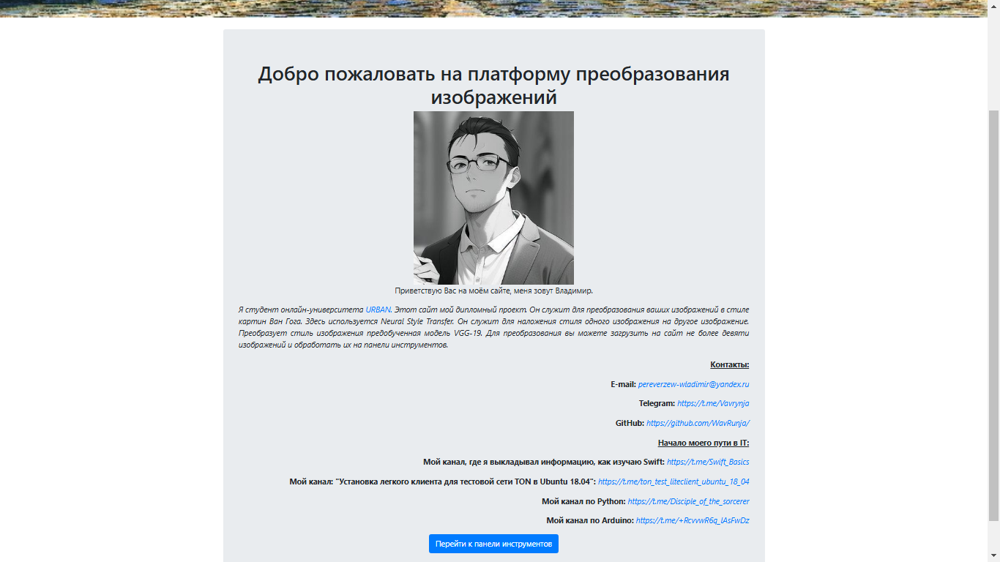 Добро пожаловать на платформу преобразования
изображений
Приветствую Вас на моём сайте, меня зовут Владимир.
Я студент онлайн-университета URBAN. Этот сайт мой дипломный проект. Он служит для преобразования ваших изображений в стиле
картин Ван Гога. Здесь используется Neural Style Transfer. Он служит для наложения стиля одного изображения на другое изображение.
Преобразует стиль изображения предобученная модель VGG-19. Для преобразования вы можете загрузить на сайт не более девяти
изображений и обработать их на панели инструментов.
Контакты:
E-mail: pereverzew-wladimir@yandex.ru
Telegram: https://t.me/Vavrynja
GitHub: https://github.com/WavRunja/
Начало моего пути в IT:
Мой канал, где я выкладывал информацию, как изучаю Swift: https://t.me/Swift_Basics
Мой канал: "Установка легкого клиента для тестовой сети TON в Ubuntu 18.04": https://t.me/ton_test_liteclient_ubuntu_18_04
Мой канал по Python: https://t.me/Disciple_of_the_sorcerer
Мой канал по Arduino: https://t.me/+RcvvwR6q_lAsFwDz
Перейти к панели инструментов